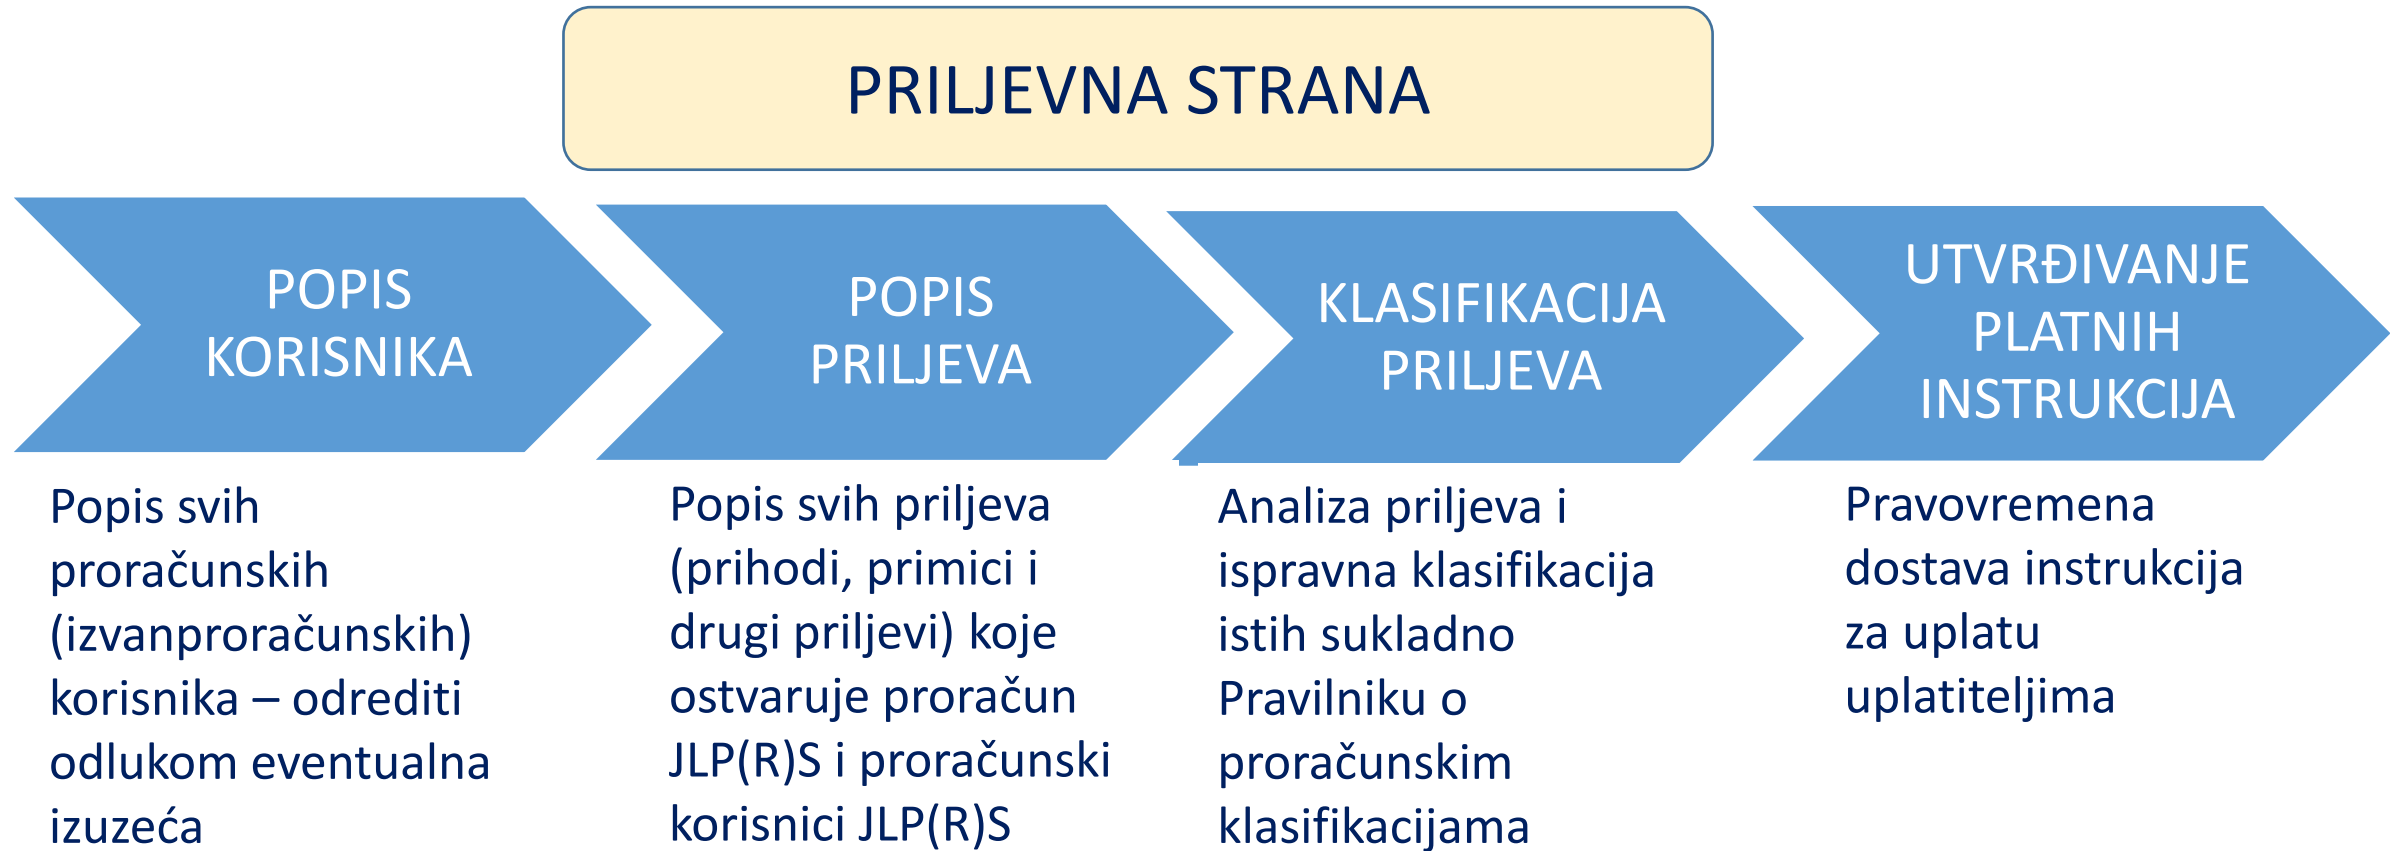 PRILJEVNA STRANA
POPIS
KORISNIKA
POPIS
PRILJEVA
KLASIFIKACIJA
PRILJEVA
UTVRĐIVANJE
PLATNIH
INSTRUKCIJA
Popis svih
proračunskih
(izvanproračunskih)
korisnika – odrediti
odlukom eventualna
izuzeća
Popis svih priljeva
(prihodi, primici i
drugi priljevi) koje
ostvaruje proračun
JLP(R)S i proračunski
korisnici JLP(R)S
Analiza priljeva i
ispravna klasifikacija
istih sukladno
Pravilniku o
proračunskim
klasifikacijama
Pravovremena
dostava instrukcija
za uplatu
uplatiteljima